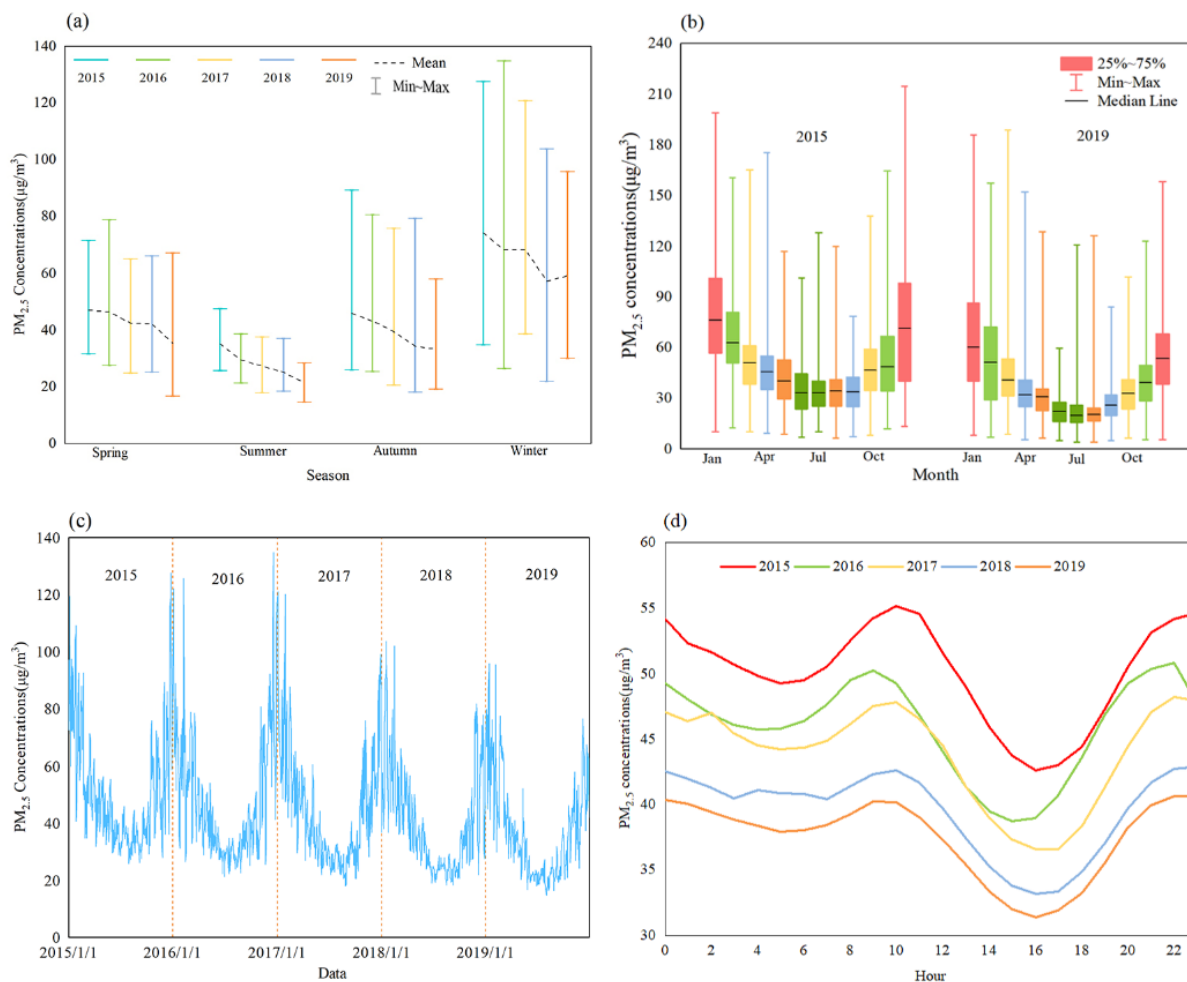 (a)
140
120
100
80
60
40
20
0
PM2.5 Concentrations(μg/m³)
2015 2016 2017 2018 2019
Mean
Min~Max
Spring Summer Autumn Winter
Season
(b)
240
210
180
150
120
90
60
30
0
PM2.5 concentrations(μg/m³)
25%~75%
Min~Max
Median Line
2015 2019
Jan Apr Jul Oct Jan Apr Jul Oct
Month
(c)
140
120
100
80
60
40
20
0
PM2.5 Concentrations(μg/m³)
2015 2016 2017 2018 2019
2015/1/1 2016/1/1 2017/1/1 2018/1/1 2019/1/1
Data
(d)
60
55
50
45
40
35
30
PM2.5 concentrations(μg/m³)
2015 2016 2017 2018 2019
0 2 4 6 8 10 12 14 16 18 20 22
Hour